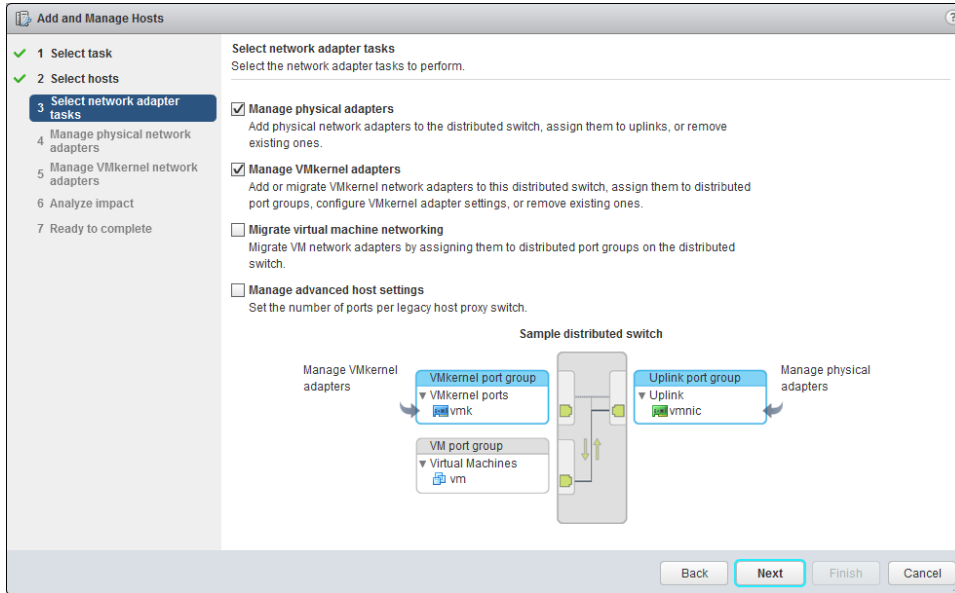 Add and Manage Hosts
?
1 Select task
2 Select hosts
3 Select network adapter
tasks
4 Manage physical network
adapters
5 Manage VMkernel network
adapters
6 Analyze impact
7 Ready to complete
Select network adapter tasks
Select the network adapter tasks to perform.
Manage physical adapters
Add physical network adapters to the distributed switch, assign them to uplinks, or remove
existing ones.
Manage VMkernel adapters
Add or migrate VMkernel network adapters to this distributed switch, assign them to distributed
port groups, configure VMkernel adapter settings, or remove existing ones.
Migrate virtual machine networking
Migrate VM network adapters by assigning them to distributed port groups on the distributed
switch.
Manage advanced host settings
Set the number of ports per legacy host proxy switch.
Sample distributed switch
Manage VMkernel
adapters
VMkernel port group
VMkernel ports
vmk
VM port group
Virtual Machines
vm
Uplink port group
Uplink
vmnic
Manage physical
adapters
Back
Next
Finish
Cancel